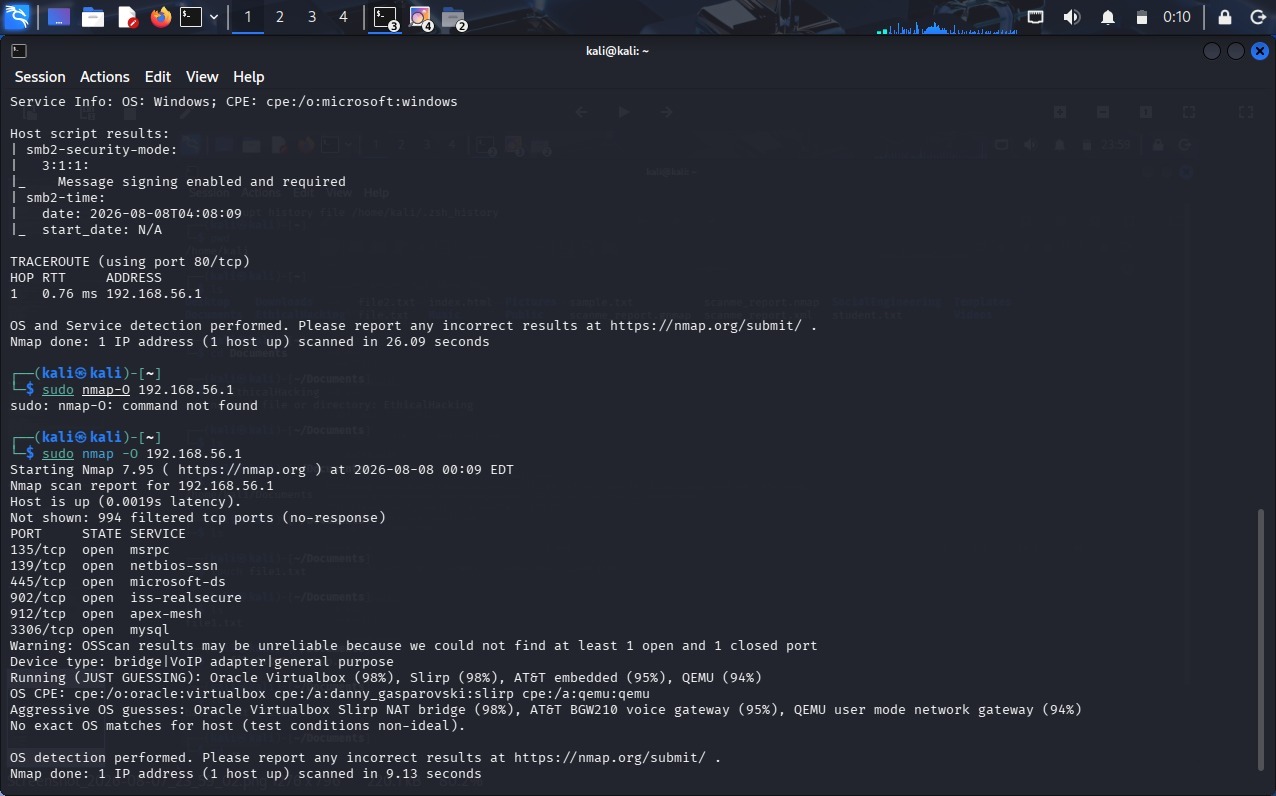 1 2 3 4 3 4 2 0:10
kali@kali: ~
Session Actions Edit View Help
Service Info: OS: Windows; CPE: cpe:/o:microsoft:windows
Host script results:
| smb2-security-mode:
|   3:1:1:
|_    Message signing enabled and required
| smb2-time:
|   date: 2026-08-08T04:08:09
|_  start_date: N/A
TRACEROUTE (using port 80/tcp)
HOP RTT     ADDRESS
1   0.76 ms 192.168.56.1
OS and Service detection performed. Please report any incorrect results at https://nmap.org/submit/ .
Nmap done: 1 IP address (1 host up) scanned in 26.09 seconds
┌──(kali㉿kali)-[~]
└─$ sudo nmap-O 192.168.56.1
sudo: nmap-O: command not found
┌──(kali㉿kali)-[~]
└─$ sudo nmap -O 192.168.56.1
Starting Nmap 7.95 ( https://nmap.org ) at 2026-08-08 00:09 EDT
Nmap scan report for 192.168.56.1
Host is up (0.0019s latency).
Not shown: 994 filtered tcp ports (no-response)
PORT     STATE SERVICE
135/tcp  open  msrpc
139/tcp  open  netbios-ssn
445/tcp  open  microsoft-ds
902/tcp  open  iss-realsecure
912/tcp  open  apex-mesh
3306/tcp open  mysql
Warning: OSScan results may be unreliable because we could not find at least 1 open and 1 closed port
Device type: bridge|VoIP adapter|general purpose
Running (JUST GUESSING): Oracle Virtualbox (98%), Slirp (98%), AT&T embedded (95%), QEMU (94%)
OS CPE: cpe:/o:oracle:virtualbox cpe:/a:danny_gasparovski:slirp cpe:/a:qemu:qemu
Aggressive OS guesses: Oracle Virtualbox Slirp NAT bridge (98%), AT&T BGW210 voice gateway (95%), QEMU user mode network gateway (94%)
No exact OS matches for host (test conditions non-ideal).
OS detection performed. Please report any incorrect results at https://nmap.org/submit/ .
Nmap done: 1 IP address (1 host up) scanned in 9.13 seconds